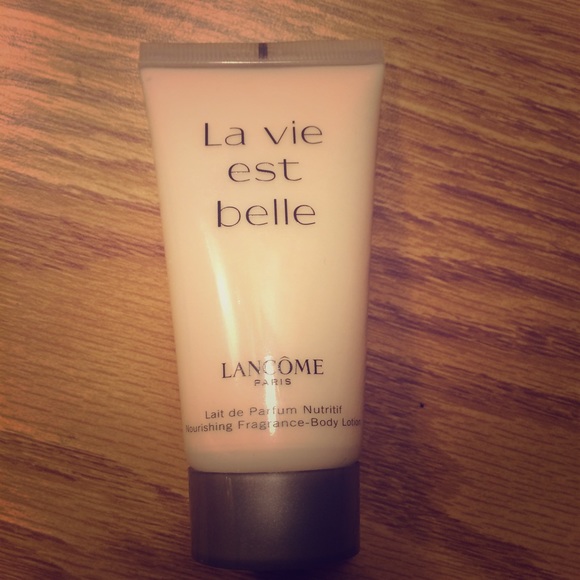 La vie
est
belle
LANCÔME
PARIS
Lait de Parfum Nutritif
Nourishing Fragrance-Body Lotion